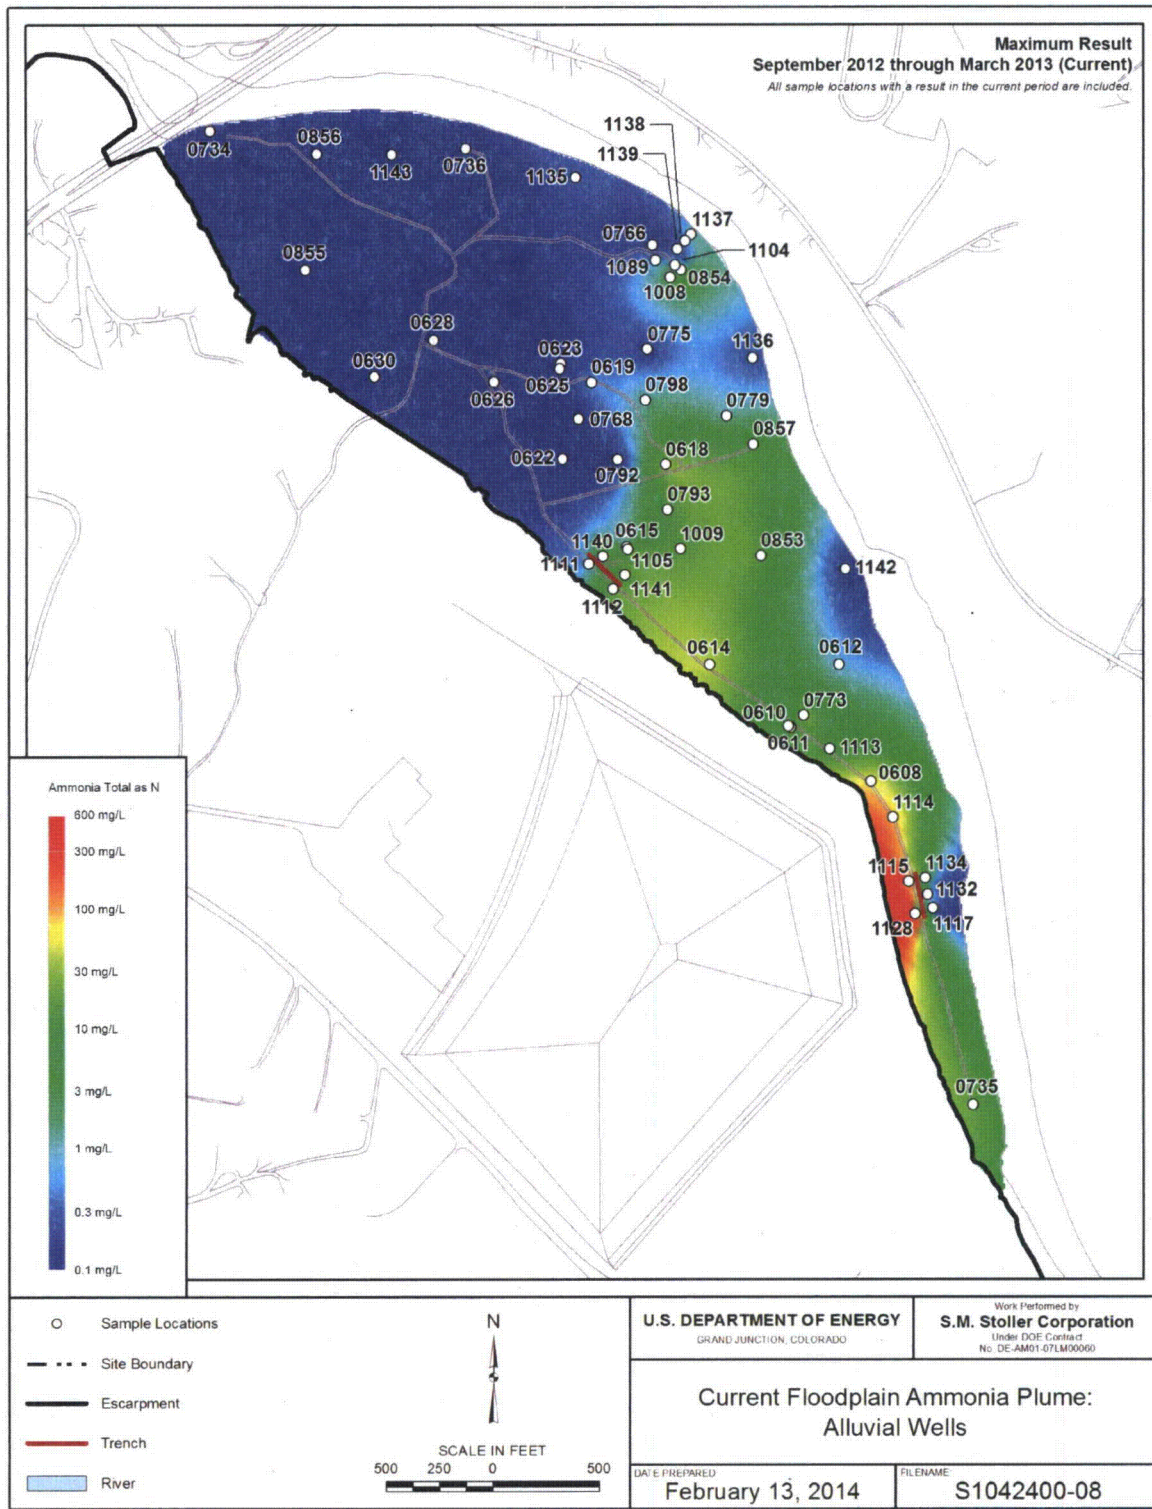 Maximum Result
September 2012 through March 2013 (Current)
All sample locations with a result in the current period are included.
1138
1139
0734
0856
1143
0736
1135
1137
0766
1104
1089
0854
1008
0855
0628
0775
1136
0623
0630
0619
0625
0626
0798
0779
0768
0857
0618
0622
0792
0793
0615
1009
0853
1140
1111
1105
1142
1141
1112
0614
0612
0773
0610
0611
1113
0608
1114
1115
1134
1132
1117
1128
0735
Ammonia Total as N
600 mg/L
300 mg/L
100 mg/L
30 mg/L
10 mg/L
3 mg/L
1 mg/L
0.3 mg/L
0.1 mg/L
Sample Locations
Site Boundary
Escarpment
Trench
River
N
SCALE IN FEET
500 250 0 500
U.S. DEPARTMENT OF ENERGY
GRAND JUNCTION, COLORADO
Work Performed by
S.M. Stoller Corporation
Under DOE Contract
No. DE-AM01-07LM00060
Current Floodplain Ammonia Plume:
Alluvial Wells
DATE PREPARED
February 13, 2014
FILENAME
S1042400-08